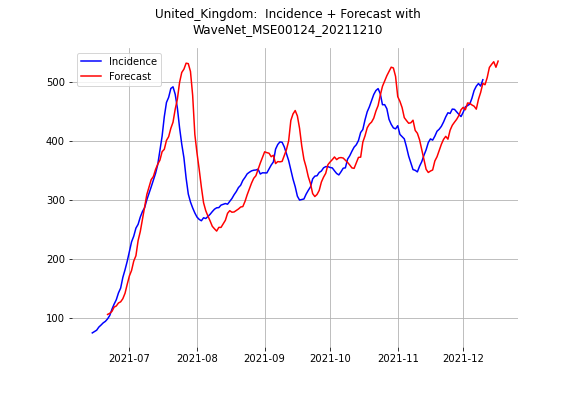 United_Kingdom: Incidence + Forecast with
WaveNet_MSE00124_20211210
Incidence
Forecast
500
400
300
200
100
2021-07
2021-08
2021-09
2021-10
2021-11
2021-12